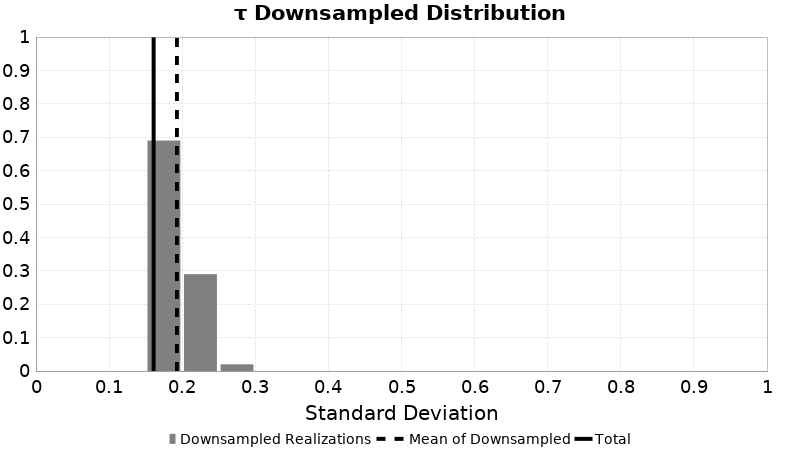 τ Downsampled Distribution
1
0.9
0.8
0.7
0.6
0.5
0.4
0.3
0.2
0.1
0
0 0.1 0.2 0.3 0.4 0.5 0.6 0.7 0.8 0.9 1
Standard Deviation
Downsampled Realizations Mean of Downsampled Total